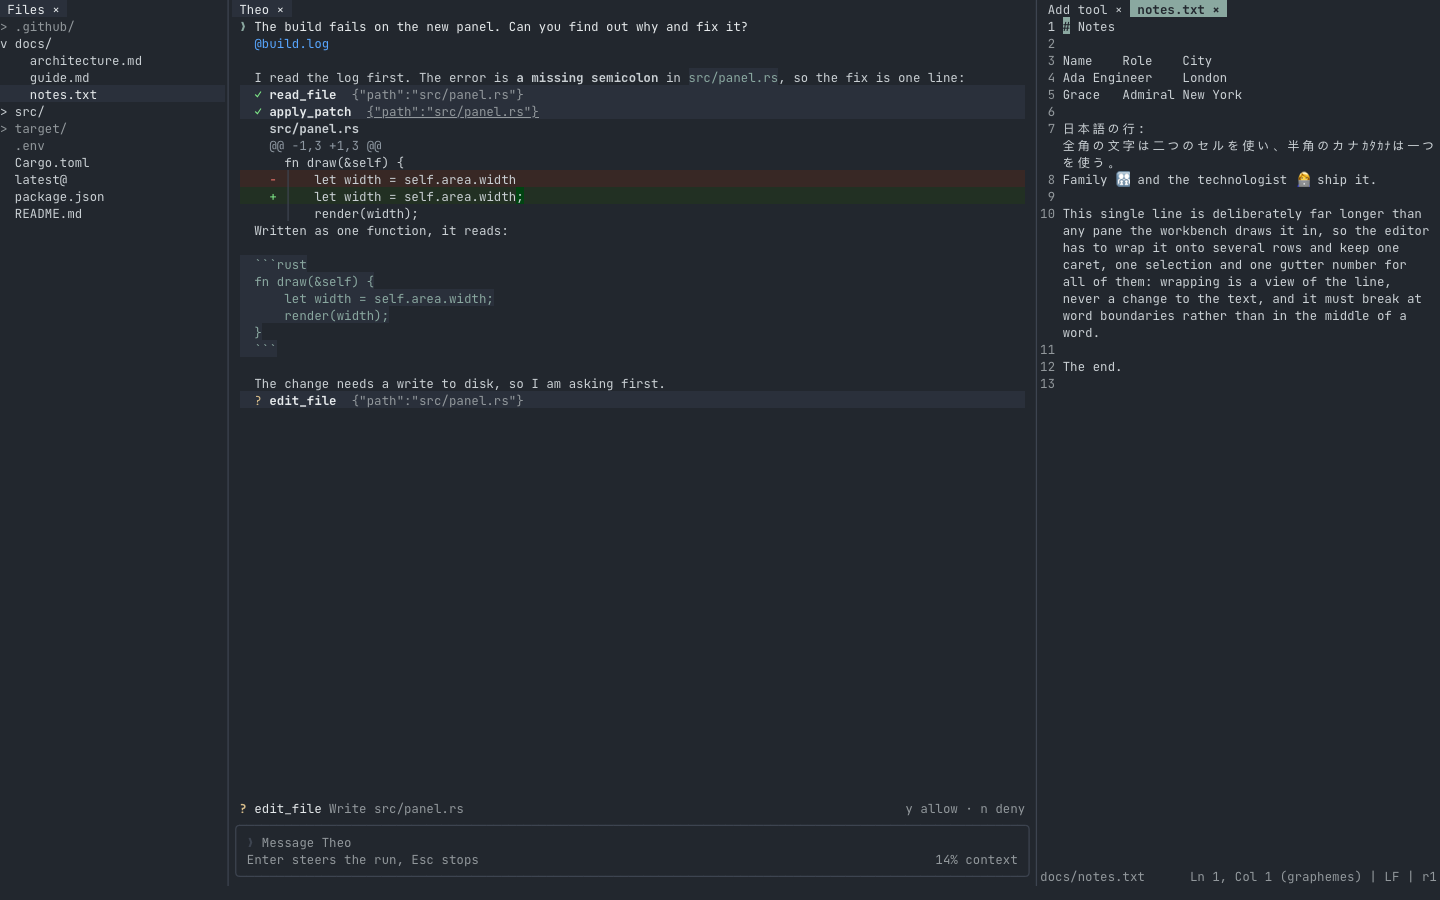 Files ×
> .github/
v docs/
architecture.md
guide.md
notes.txt
> src/
> target/
.env
Cargo.toml
latest@
package.json
README.md
Theo ×
❫ The build fails on the new panel. Can you find out why and fix it?
@build.log
I read the log first. The error is a missing semicolon in src/panel.rs, so the fix is one line:
✓ read_file {"path":"src/panel.rs"}
✓ apply_patch {"path":"src/panel.rs"}
src/panel.rs
@@ -1,3 +1,3 @@
fn draw(&self) {
- let width = self.area.width
+ let width = self.area.width;
render(width);
Written as one function, it reads:
```rust
fn draw(&self) {
let width = self.area.width;
render(width);
}
```
The change needs a write to disk, so I am asking first.
? edit_file {"path":"src/panel.rs"}
? edit_file Write src/panel.rs y allow · n deny
❫ Message Theo
Enter steers the run, Esc stops 14% context
Add tool × notes.txt ×
1 # Notes
2
3 Name Role City
4 Ada Engineer London
5 Grace Admiral New York
6
7 日本語の行:
全角の文字は二つのセルを使い、半角のカナｶﾀｶﾅは一つ
を使う。
8 Family and the technologist ship it.
9
10 This single line is deliberately far longer than
any pane the workbench draws it in, so the editor
has to wrap it onto several rows and keep one
caret, one selection and one gutter number for
all of them: wrapping is a view of the line,
never a change to the text, and it must break at
word boundaries rather than in the middle of a
word.
11
12 The end.
13
docs/notes.txt Ln 1, Col 1 (graphemes) | LF | r1